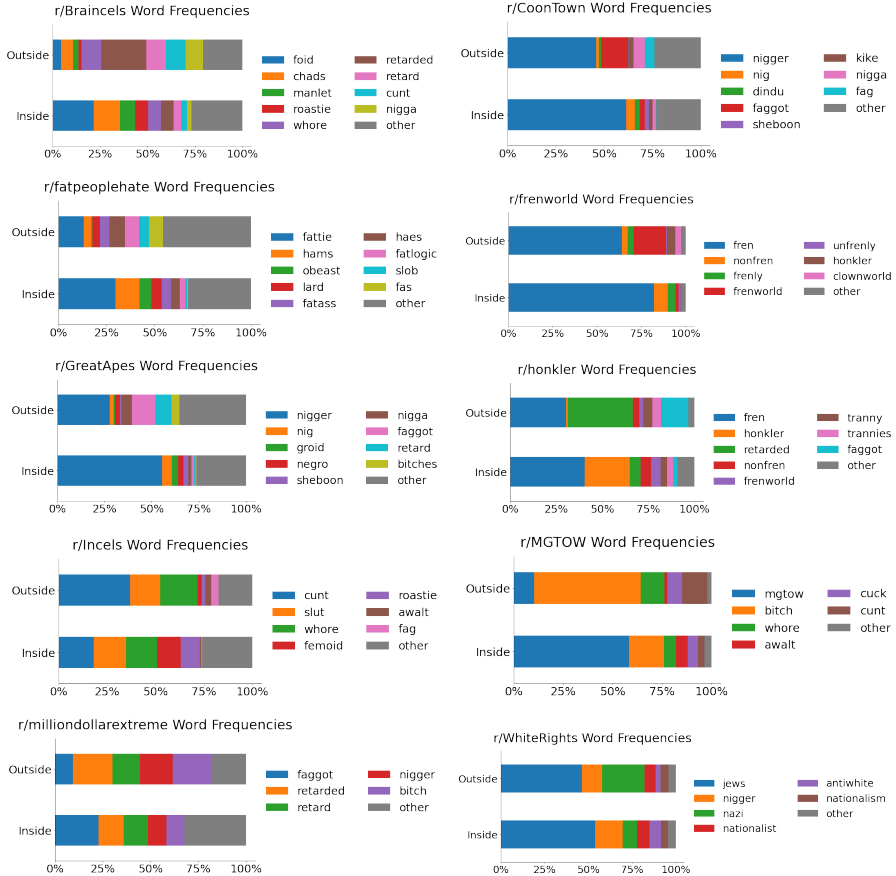 r/Braincels Word Frequencies
Outside
Inside
0% 25% 50% 75% 100%
foid
chads
manlet
roastie
whore
retarded
retard
cunt
nigga
other
r/CoonTown Word Frequencies
Outside
Inside
0% 25% 50% 75% 100%
nigger
nig
dindu
faggot
sheboon
kike
nigga
fag
other
r/fatpeoplehate Word Frequencies
Outside
Inside
0% 25% 50% 75% 100%
fattie
hams
obeast
lard
fatass
haes
fatlogic
slob
fas
other
r/frenworld Word Frequencies
Outside
Inside
0% 25% 50% 75% 100%
fren
nonfren
frenly
frenworld
unfrenly
honkler
clownworld
other
r/GreatApes Word Frequencies
Outside
Inside
0% 25% 50% 75% 100%
nigger
nig
groid
negro
sheboon
nigga
faggot
retard
bitches
other
r/honkler Word Frequencies
Outside
Inside
0% 25% 50% 75% 100%
fren
honkler
retarded
nonfren
frenworld
tranny
trannies
faggot
other
r/Incels Word Frequencies
Outside
Inside
0% 25% 50% 75% 100%
cunt
slut
whore
femoid
roastie
awalt
fag
other
r/MGTOW Word Frequencies
Outside
Inside
0% 25% 50% 75% 100%
mgtow
bitch
whore
awalt
cuck
cunt
other
r/milliondollarextreme Word Frequencies
Outside
Inside
0% 25% 50% 75% 100%
faggot
retarded
retard
nigger
bitch
other
r/WhiteRights Word Frequencies
Outside
Inside
0% 25% 50% 75% 100%
jews
nigger
nazi
nationalist
antiwhite
nationalism
other